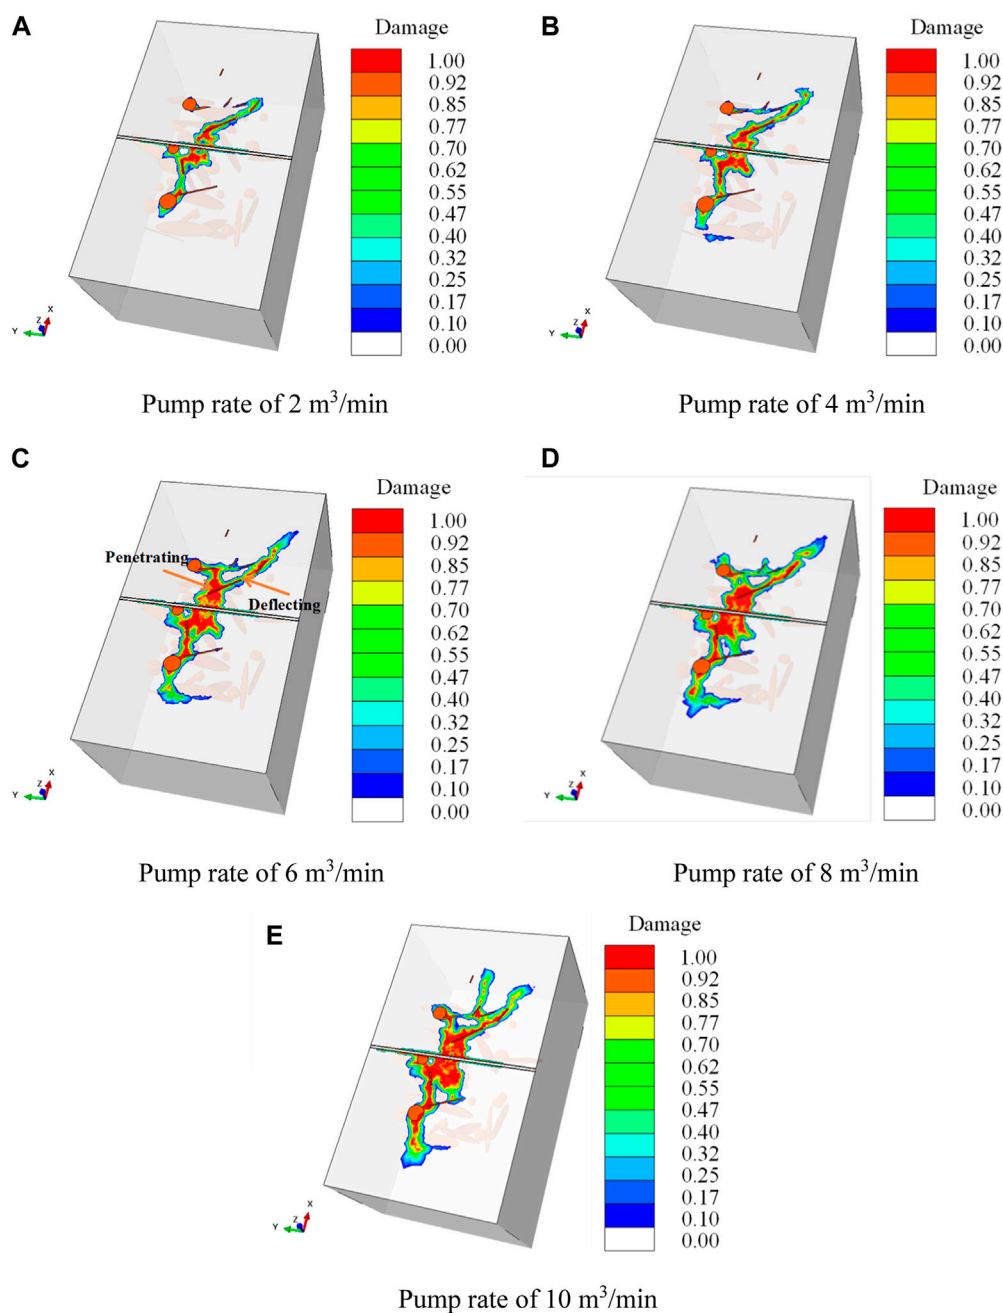 A
Damage
1.00
0.92
0.85
0.77
0.70
0.62
0.55
0.47
0.40
0.32
0.25
0.17
0.10
0.00
X
Y
Z
Pump rate of 2 m³/min
B
Damage
1.00
0.92
0.85
0.77
0.70
0.62
0.55
0.47
0.40
0.32
0.25
0.17
0.10
0.00
X
Y
Z
Pump rate of 4 m³/min
C
Damage
1.00
0.92
0.85
0.77
0.70
0.62
0.55
0.47
0.40
0.32
0.25
0.17
0.10
0.00
Penetrating
Deflecting
X
Y
Z
Pump rate of 6 m³/min
D
Damage
1.00
0.92
0.85
0.77
0.70
0.62
0.55
0.47
0.40
0.32
0.25
0.17
0.10
0.00
X
Y
Z
Pump rate of 8 m³/min
E
Damage
1.00
0.92
0.85
0.77
0.70
0.62
0.55
0.47
0.40
0.32
0.25
0.17
0.10
0.00
X
Y
Z
Pump rate of 10 m³/min